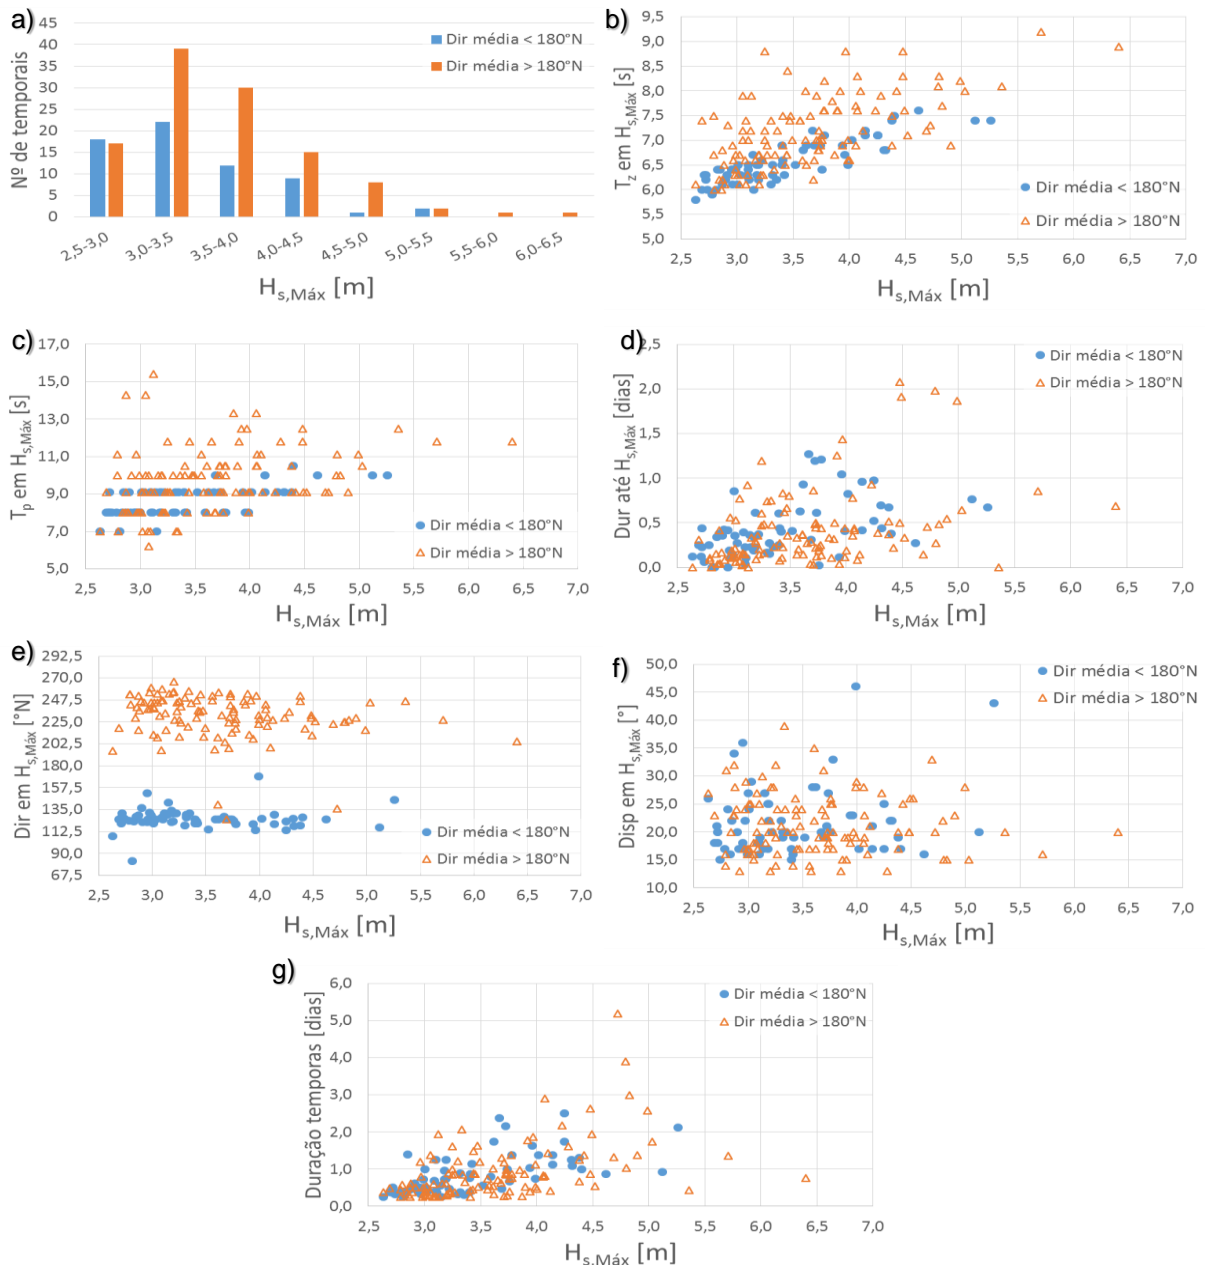 a)
Nº de temporais
45
40
35
30
25
20
15
10
5
0
Dir média < 180°N
Dir média > 180°N
2,5-3,0 3,0-3,5 3,5-4,0 4,0-4,5 4,5-5,0 5,0-5,5 5,5-6,0 6,0-6,5
Hs,Máx [m]
b)
Tz em Hs,Máx [s]
9,5
9,0
8,5
8,0
7,5
7,0
6,5
6,0
5,5
5,0
Dir média < 180°N
Dir média > 180°N
2,5 3,0 3,5 4,0 4,5 5,0 5,5 6,0 6,5 7,0
Hs,Máx [m]
c)
Tp em Hs,Máx [s]
17,0
15,0
13,0
11,0
9,0
7,0
5,0
Dir média < 180°N
Dir média > 180°N
2,5 3,0 3,5 4,0 4,5 5,0 5,5 6,0 6,5 7,0
Hs,Máx [m]
d)
Dur até Hs,Máx [dias]
2,5
2,0
1,5
1,0
0,5
0,0
Dir média < 180°N
Dir média > 180°N
2,5 3,0 3,5 4,0 4,5 5,0 5,5 6,0 6,5 7,0
Hs,Máx [m]
e)
Dir em Hs,Máx [°N]
292,5
270,0
247,5
225,0
202,5
180,0
157,5
135,0
112,5
90,0
67,5
Dir média < 180°N
Dir média > 180°N
2,5 3,0 3,5 4,0 4,5 5,0 5,5 6,0 6,5 7,0
Hs,Máx [m]
f)
Disp em Hs,Máx [°]
50,0
45,0
40,0
35,0
30,0
25,0
20,0
15,0
10,0
Dir média < 180°N
Dir média > 180°N
2,5 3,0 3,5 4,0 4,5 5,0 5,5 6,0 6,5 7,0
Hs,Máx [m]
g)
Duração temporas [dias]
6,0
5,0
4,0
3,0
2,0
1,0
0,0
Dir média < 180°N
Dir média > 180°N
2,5 3,0 3,5 4,0 4,5 5,0 5,5 6,0 6,5 7,0
Hs,Máx [m]